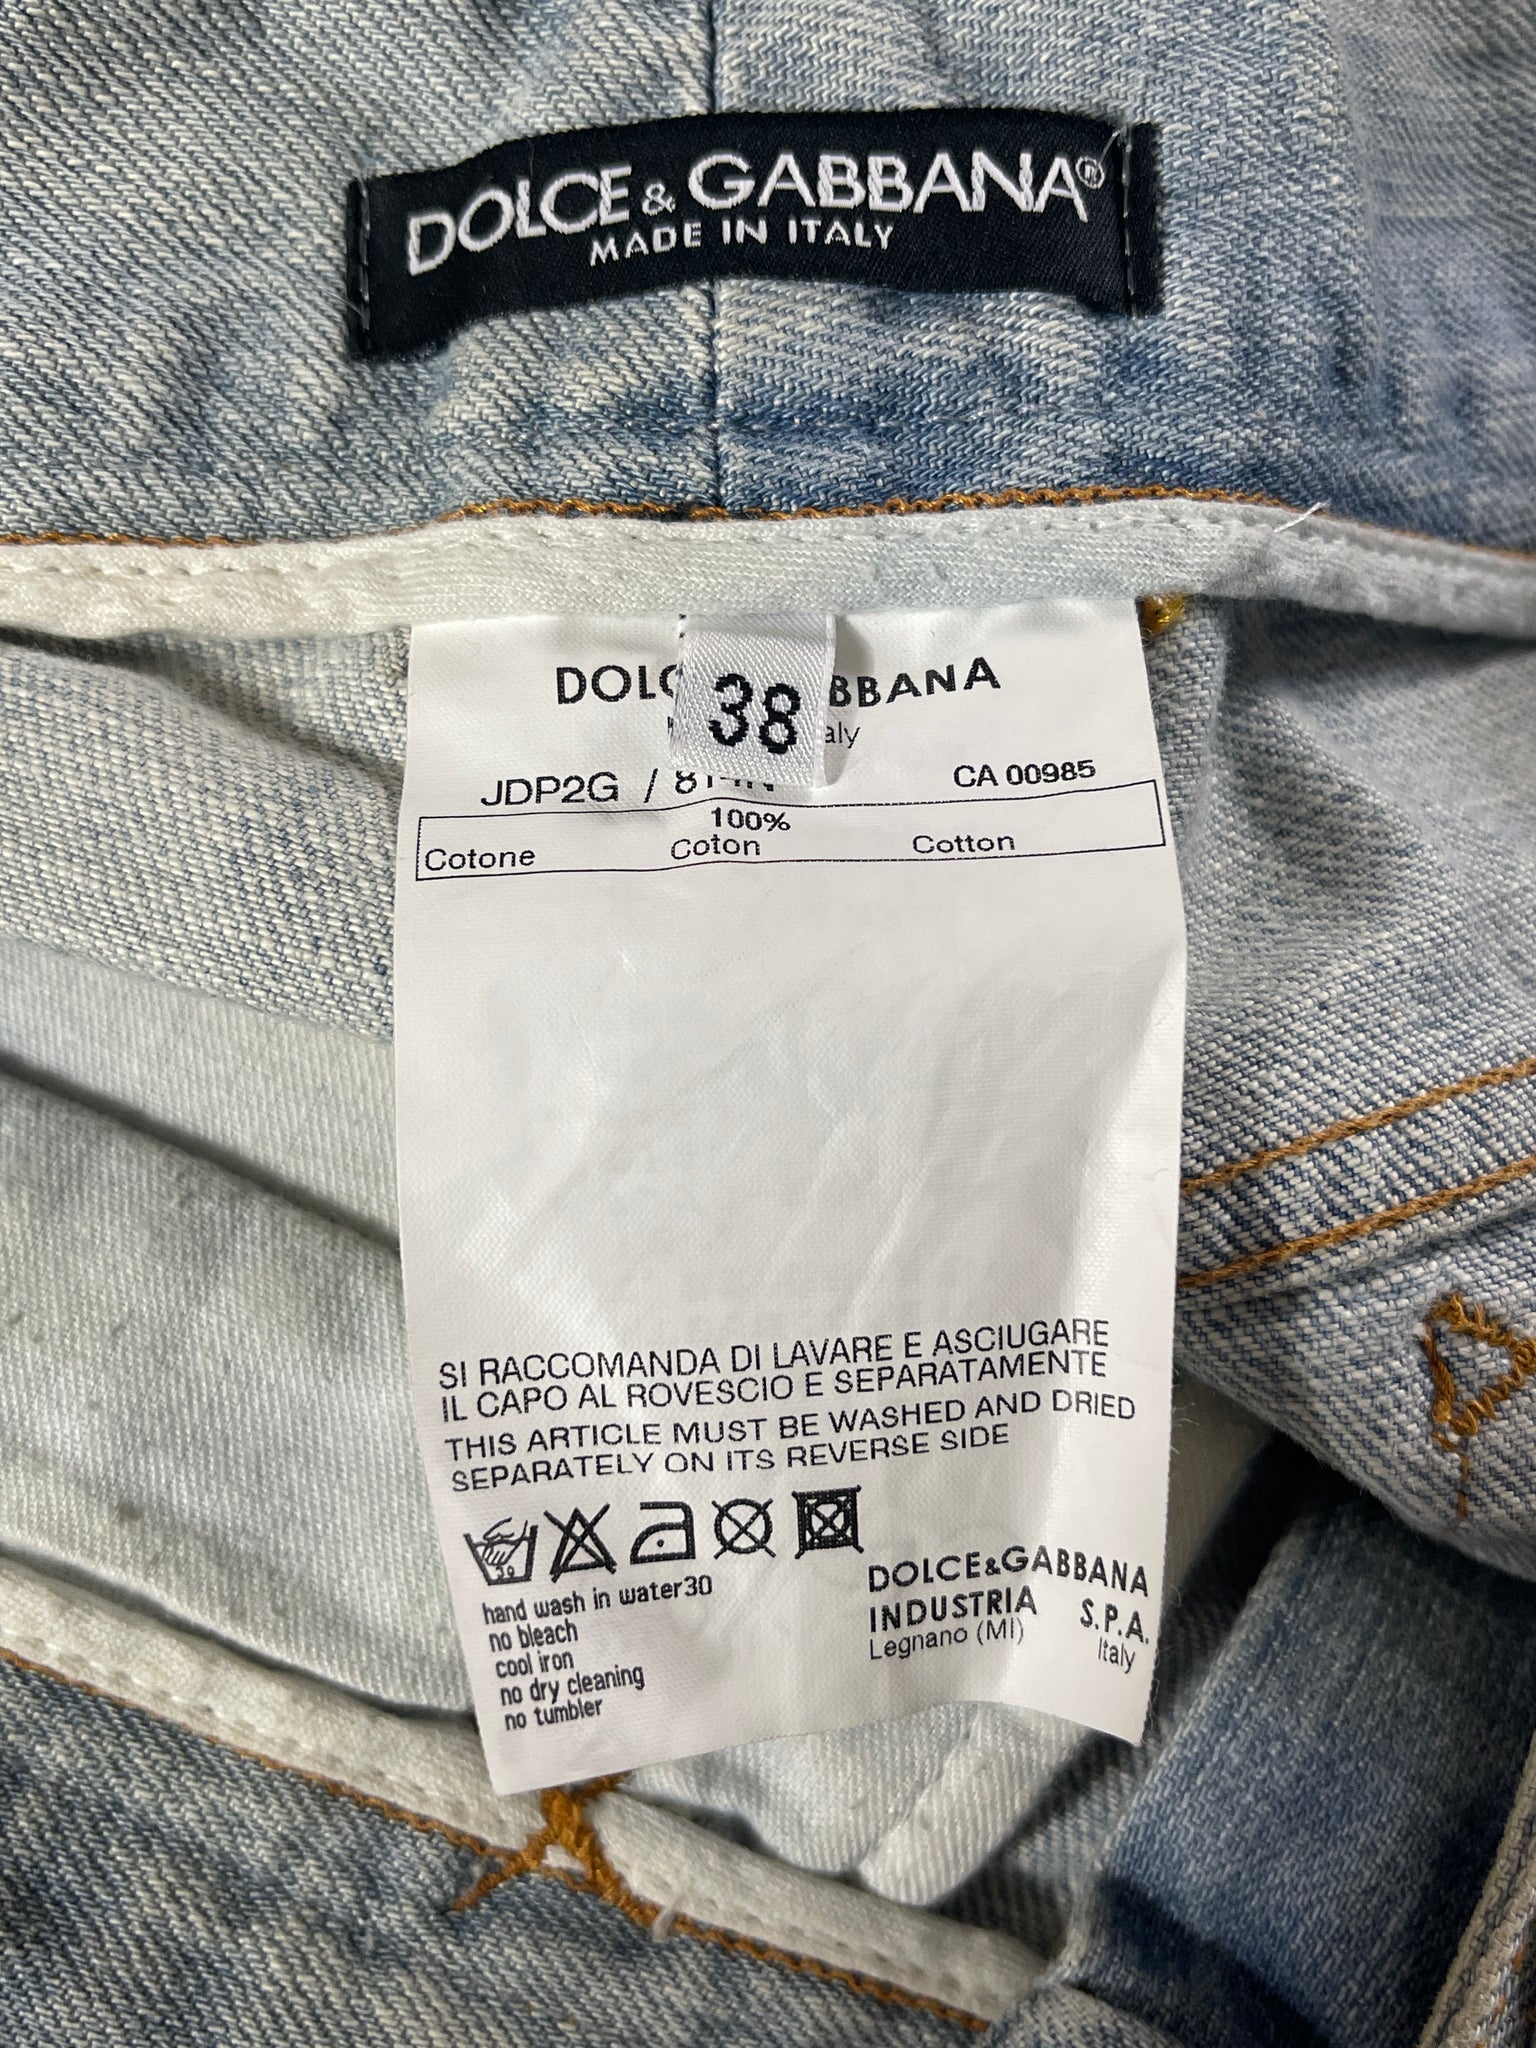 DOLCE & GABBANA®
MADE IN ITALY
38
JDP2G /
CA 00985
100%
Cotone Coton Cotton
SI RACCOMANDA DI LAVARE E ASCIUGARE
IL CAPO AL ROVESCIO E SEPARATAMENTE
THIS ARTICLE MUST BE WASHED AND DRIED
SEPARATELY ON ITS REVERSE SIDE
30
hand wash in water30
no bleach
cool iron
no dry cleaning
no tumbler
DOLCE&GABBANA
INDUSTRIA S.P.A.
Legnano (MI) Italy